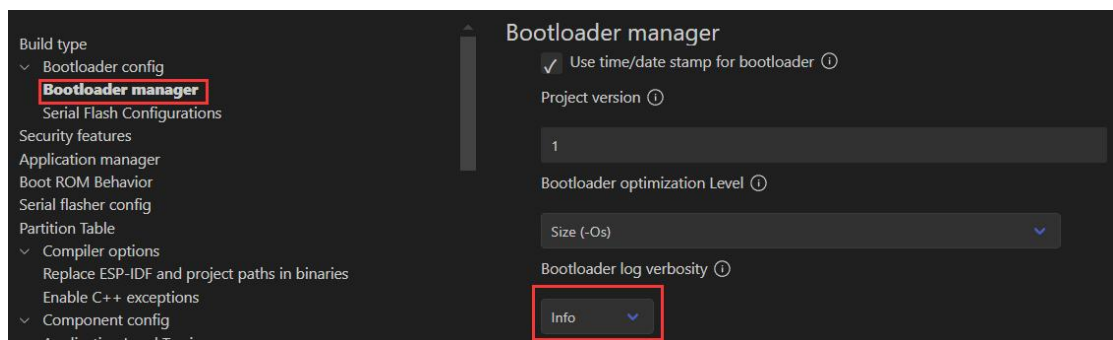 Build type
Bootloader config
Bootloader manager
Serial Flash Configurations
Security features
Application manager
Boot ROM Behavior
Serial flasher config
Partition Table
Compiler options
Replace ESP-IDF and project paths in binaries
Enable C++ exceptions
Component config
Bootloader manager
Use time/date stamp for bootloader
Project version
1
Bootloader optimization Level
Size (-Os)
Bootloader log verbosity
Info